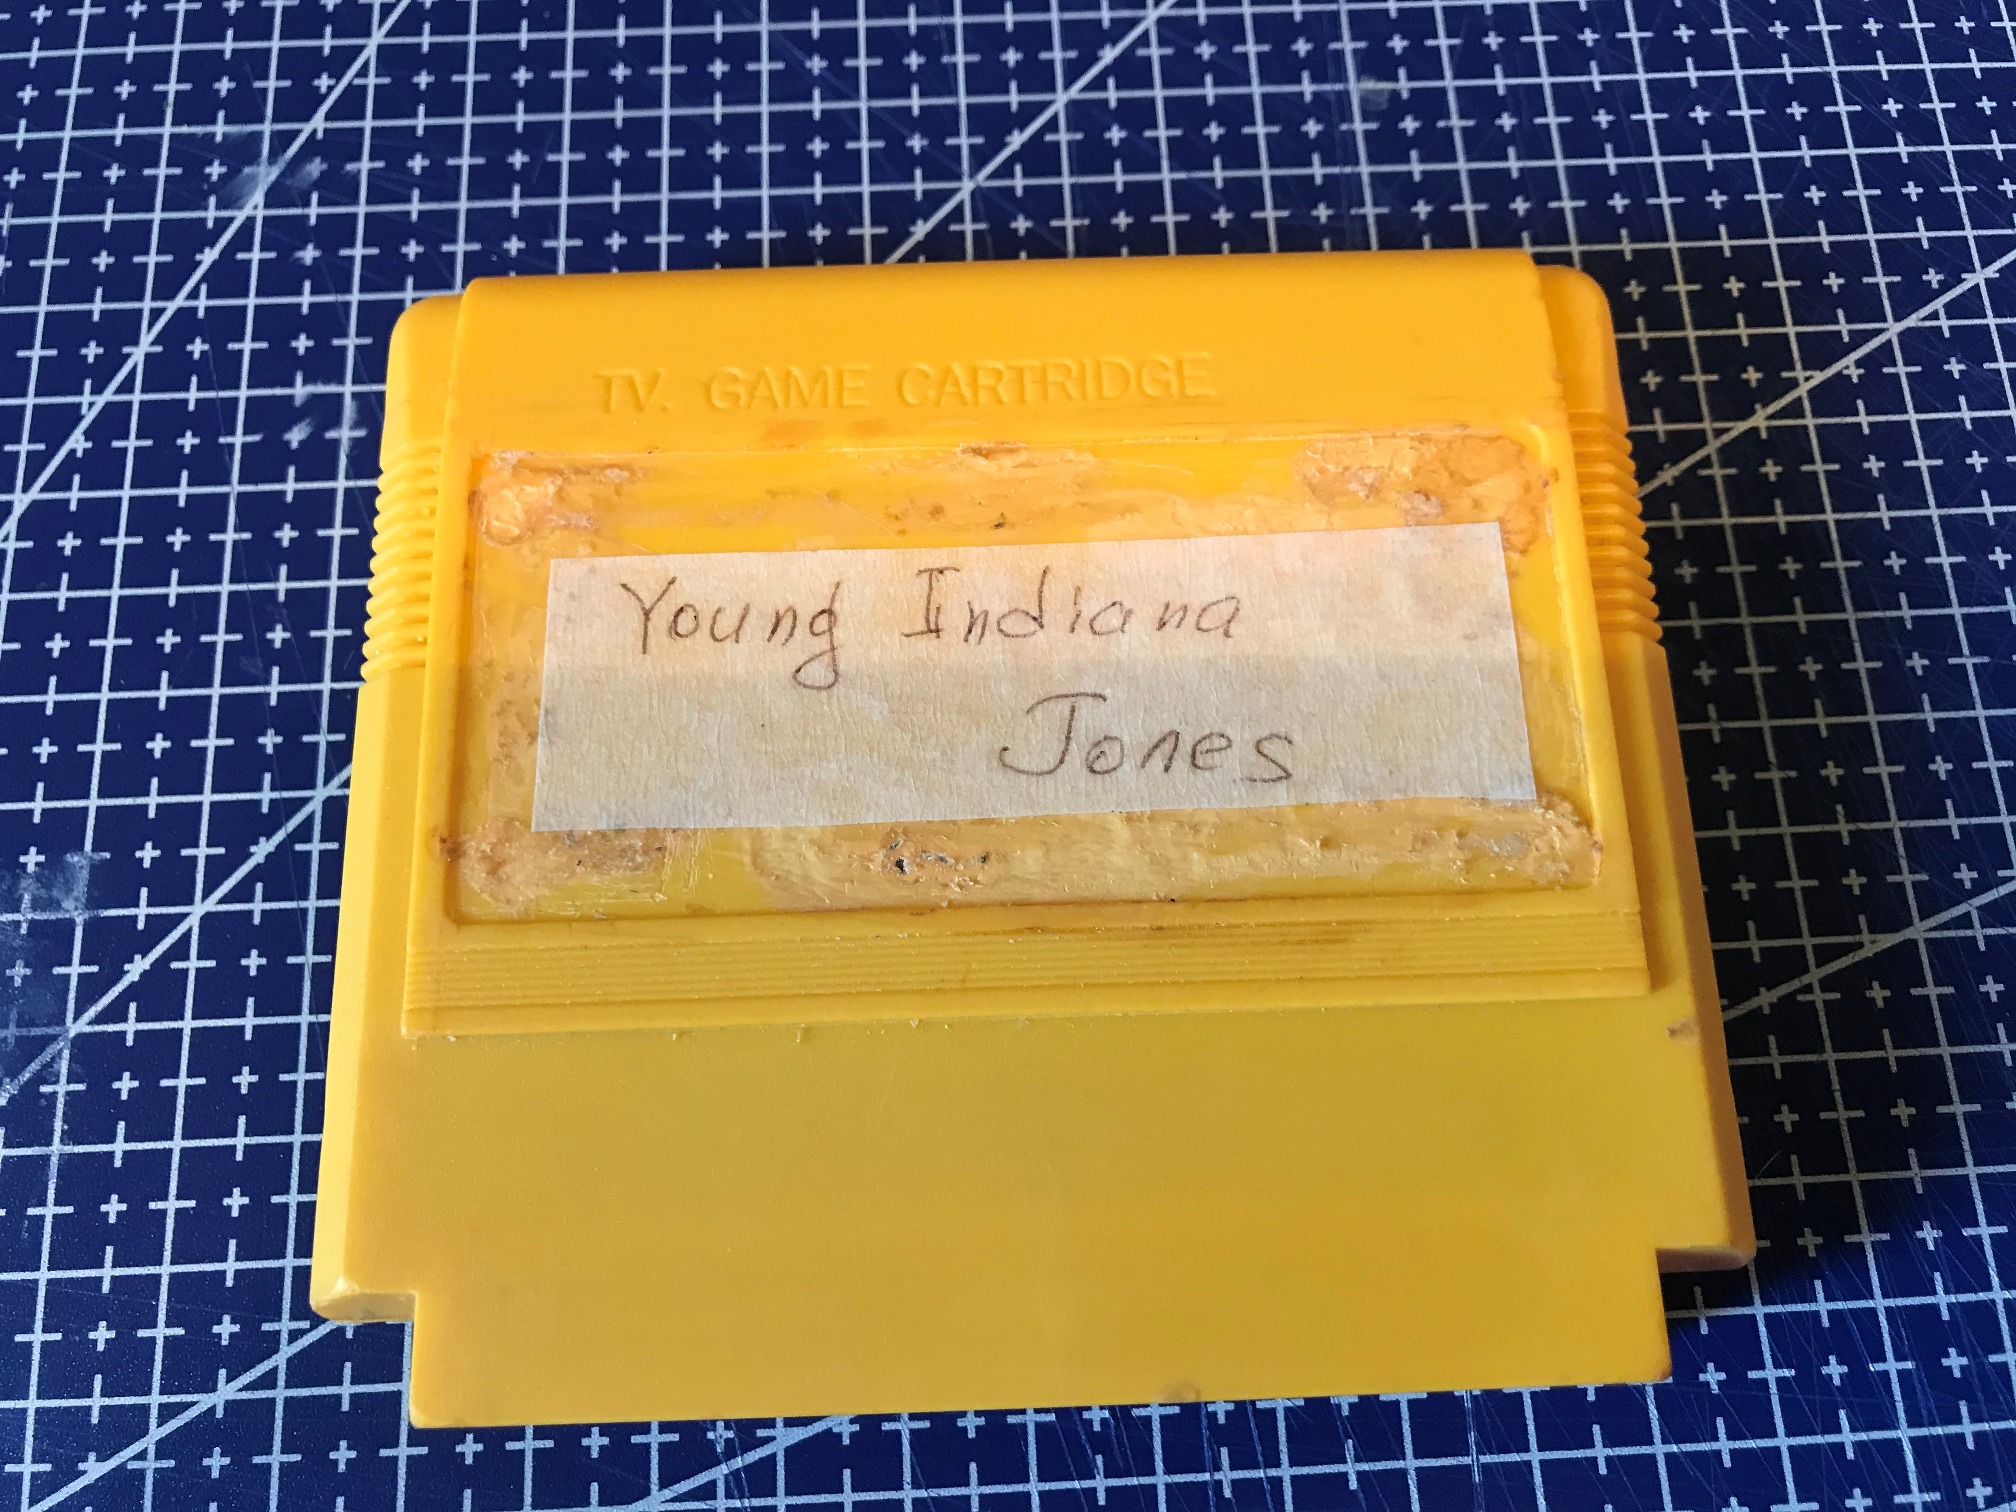 TV. GAME CARTRIDGE
Young Indiana
Jones